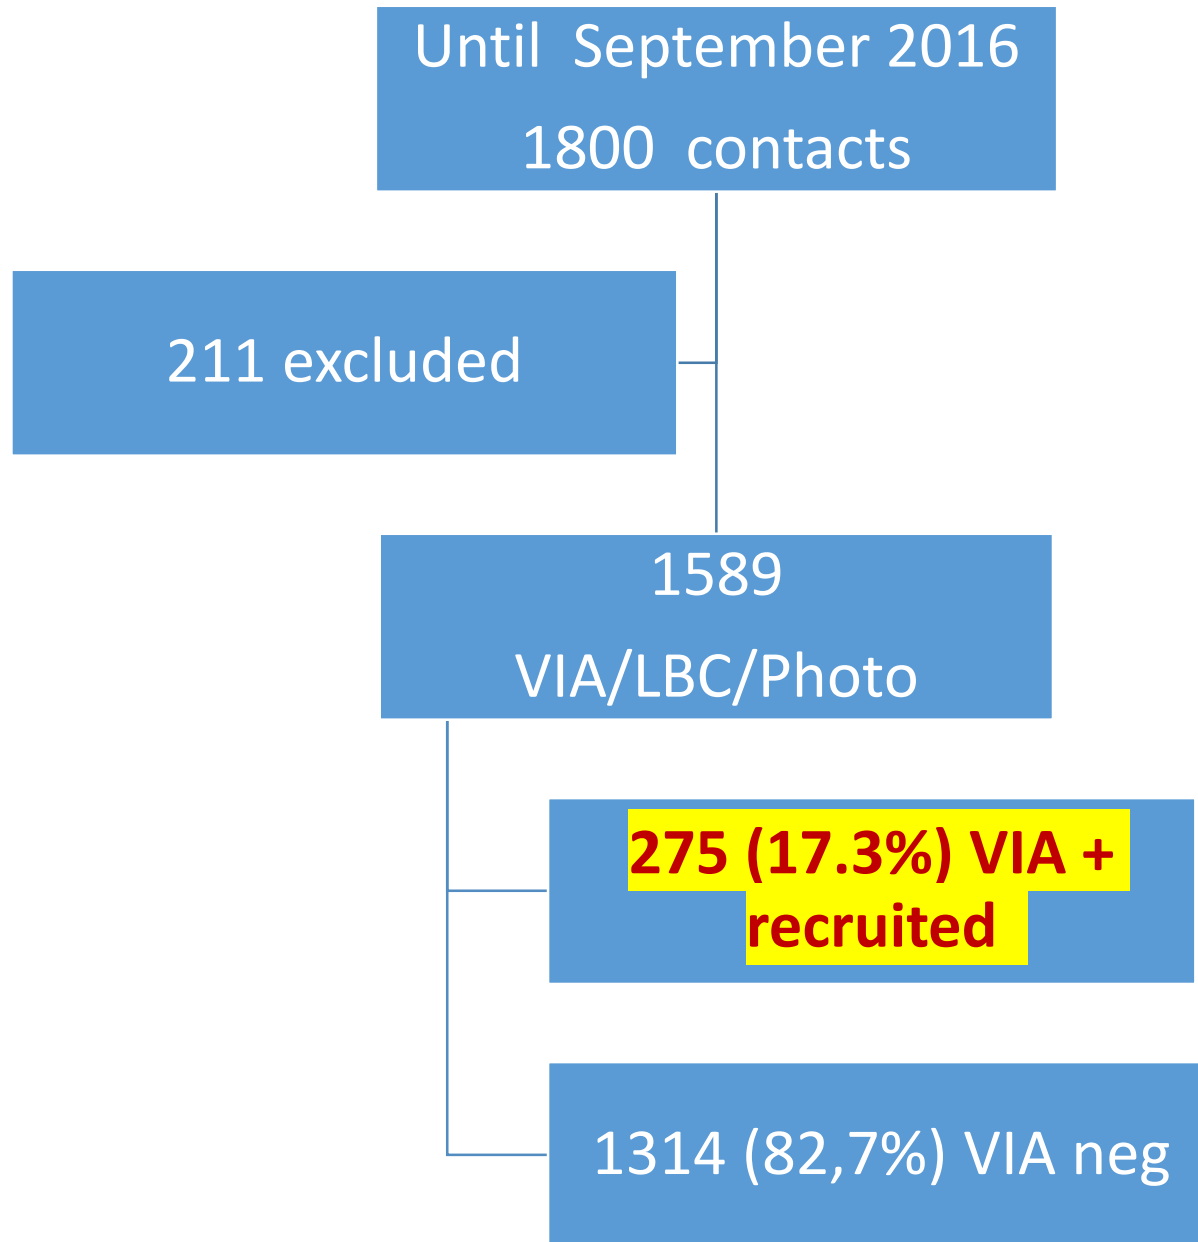 Until  September 2016
1800  contacts
211 excluded
1589
VIA/LBC/Photo
275 (17.3%) VIA +
recruited
1314 (82,7%) VIA neg